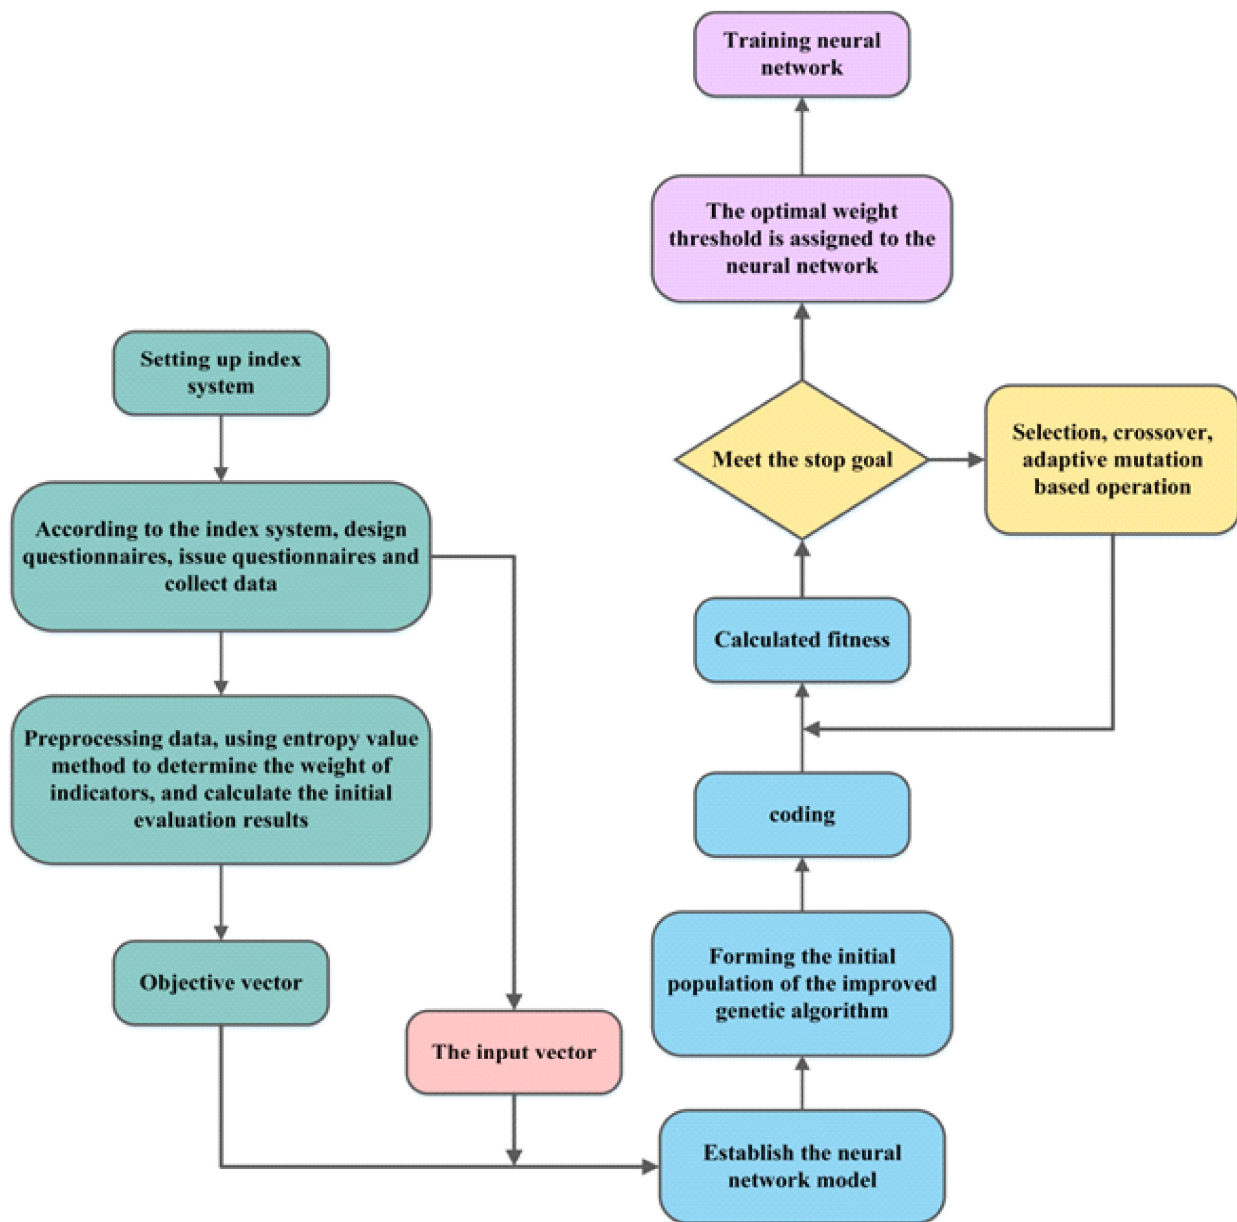 Training neural
network
The optimal weight
threshold is assigned to the
neural network
Setting up index
system
Meet the stop goal
Selection, crossover,
adaptive mutation
based operation
According to the index system, design
questionnaires, issue questionnaires and
collect data
Calculated fitness
Preprocessing data, using entropy value
method to determine the weight of
indicators, and calculate the initial
evaluation results
coding
Objective vector
Forming the initial
population of the improved
genetic algorithm
The input vector
Establish the neural
network model